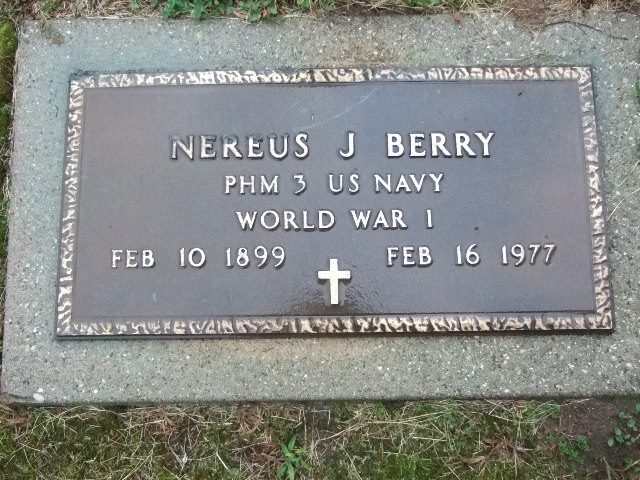 NEREUS J BERRY
PHM 3 US NAVY
WORLD WAR I
FEB 10 1899 FEB 16 1977